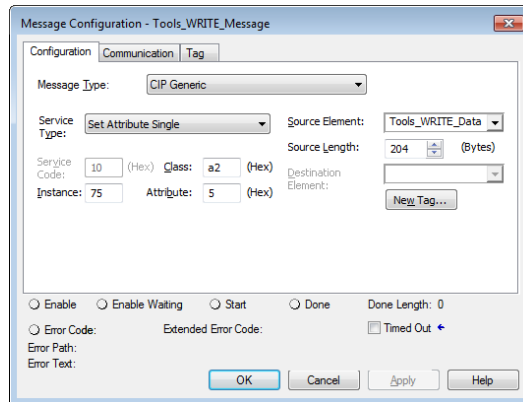 Message Configuration - Tools_WRITE_Message
Configuration Communication Tag
Message Type: CIP Generic
Service Type: Set Attribute Single Source Element: Tools_WRITE_Data
Source Length: 204 (Bytes)
Service Code: 10 (Hex) Class: a2 (Hex) Destination Element:
Instance: 75 Attribute: 5 (Hex) New Tag...
Enable Enable Waiting Start Done Done Length: 0
Error Code: Extended Error Code: Timed Out
Error Path:
Error Text:
OK Cancel Apply Help